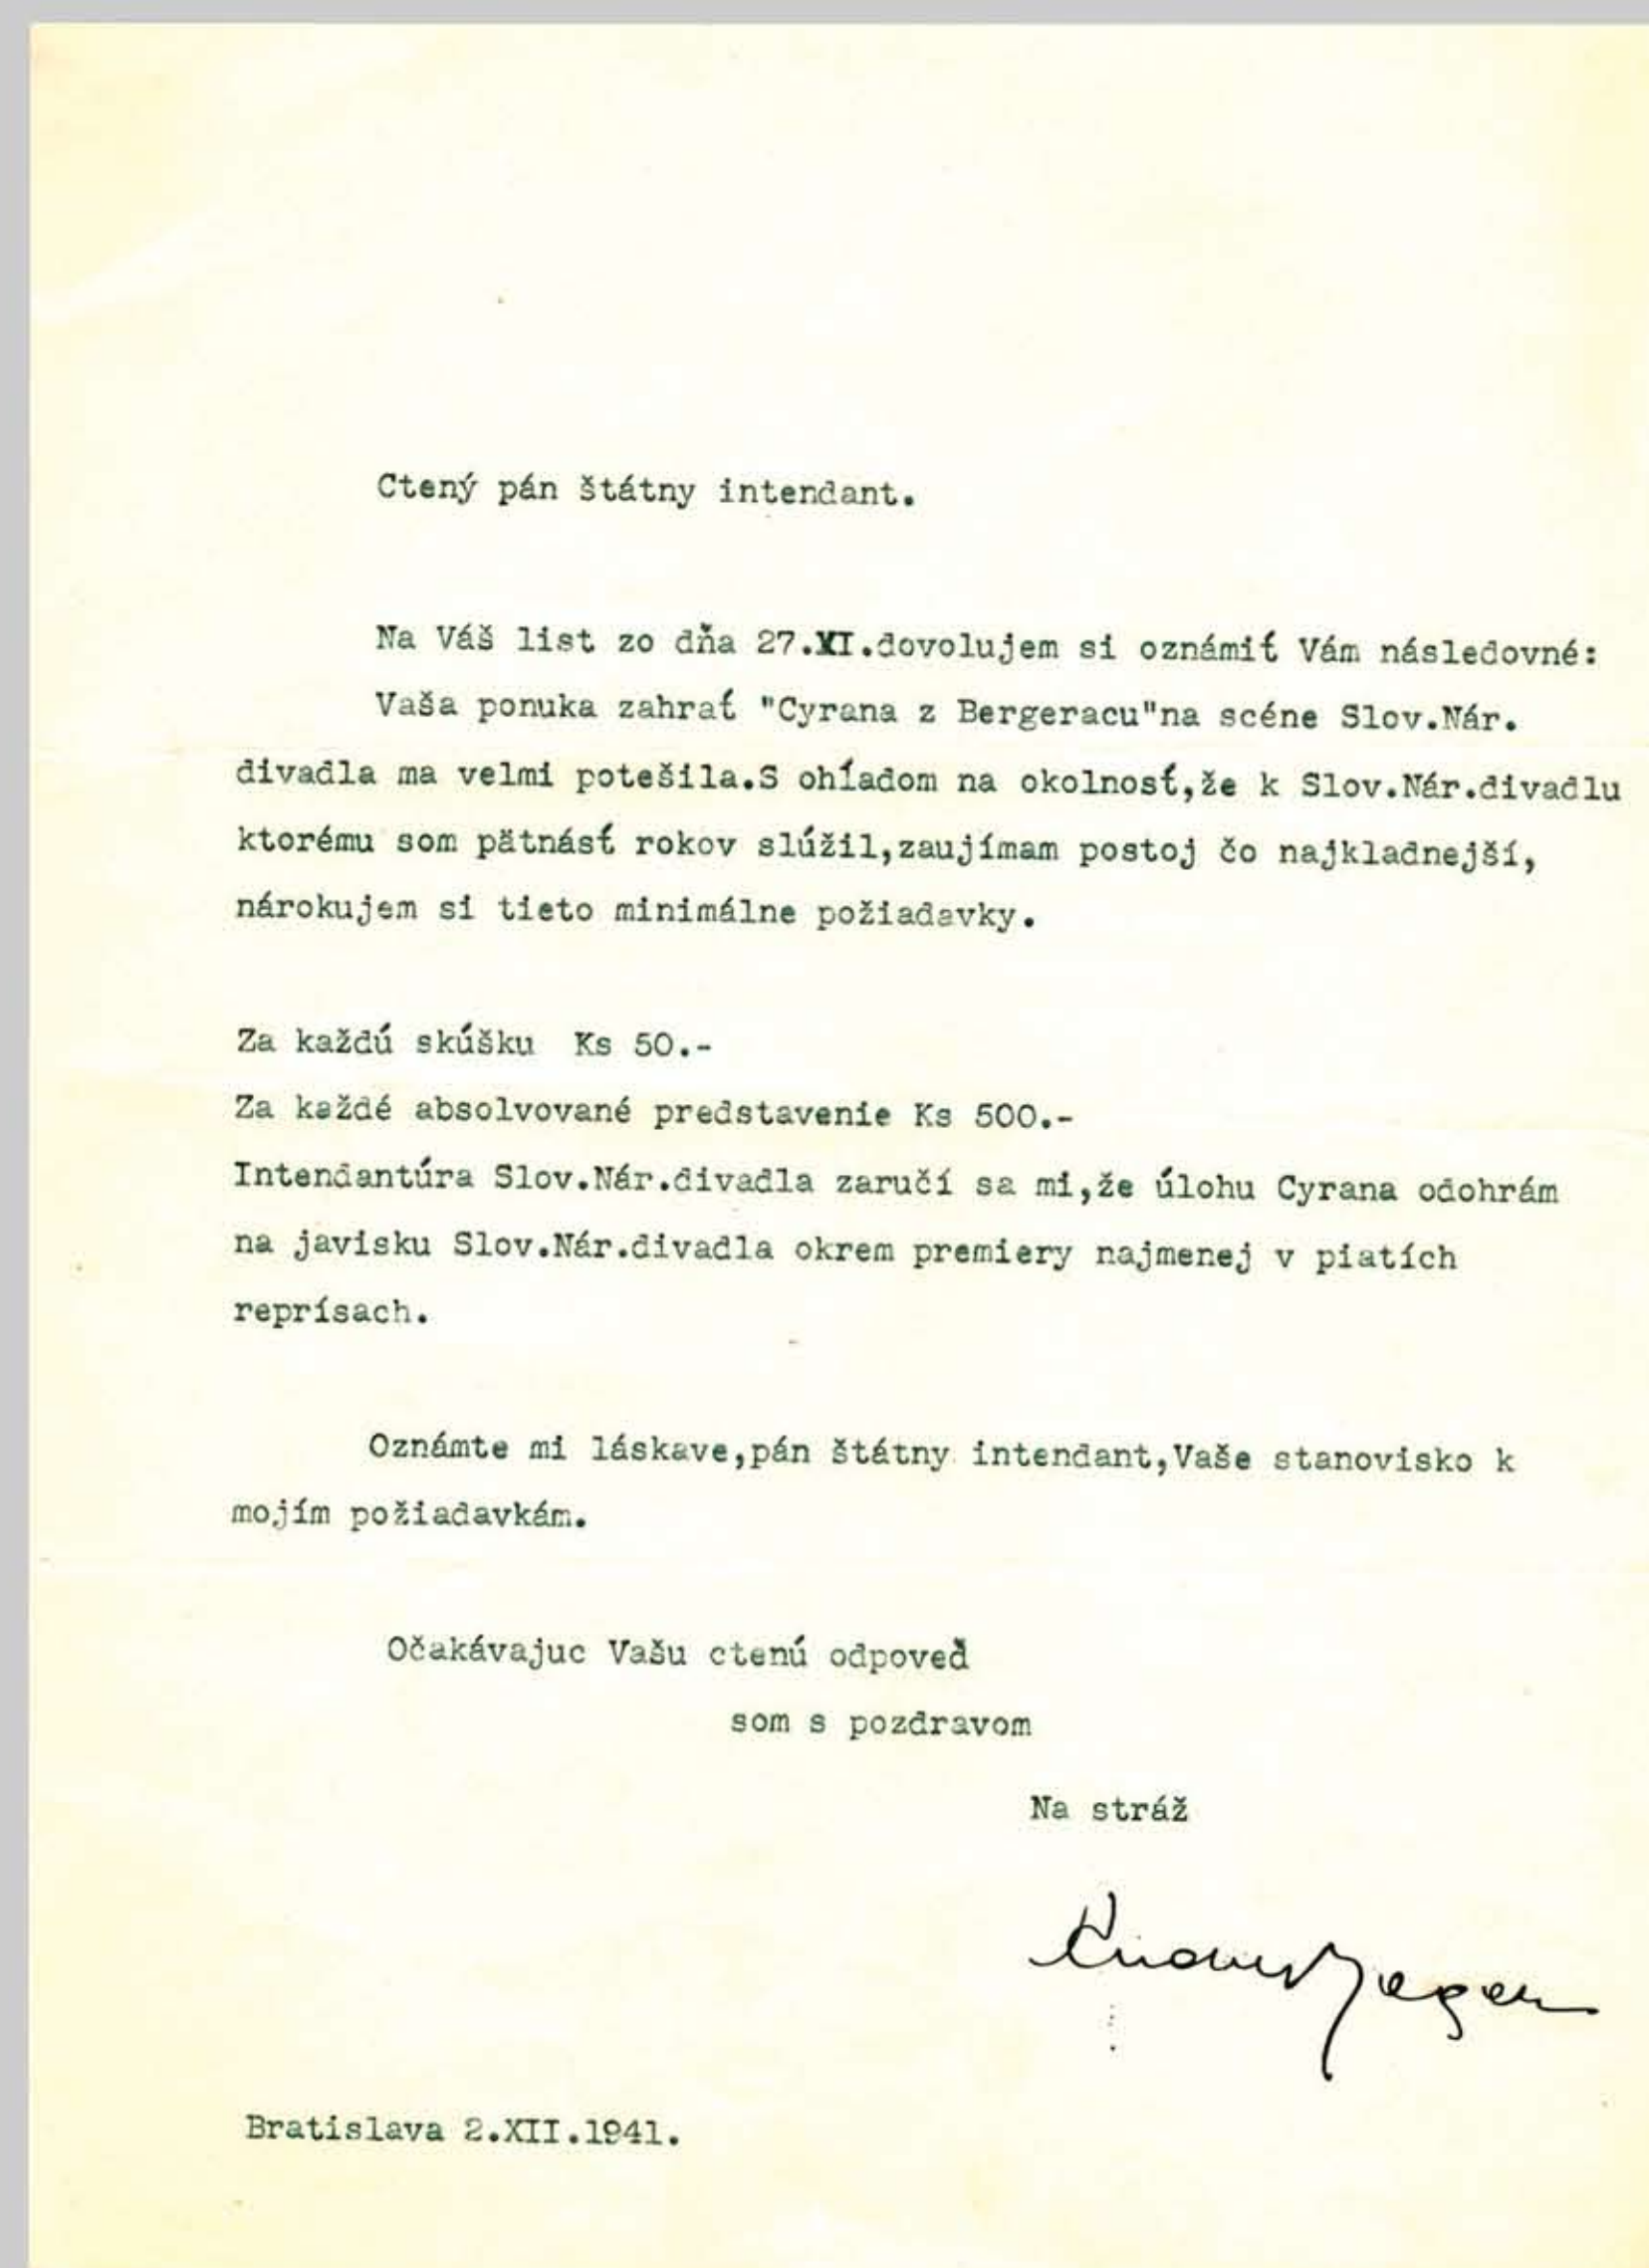 Ctený pán štátny intendant.
Na Váš list zo dňa 27.XI.dovolujem si oznámiť Vám následovné:
Vaša ponuka zahrať "Cyrana z Bergeracu"na scéne Slov.Nár.
divadla ma velmi potešila.S ohľadom na okolnosť,že k Slov.Nár.divadlu
ktorému som pätnásť rokov slúžil,zaujímam postoj čo najkladnejší,
nárokujem si tieto minimálne požiadavky.
Za každú skúšku Ks 50.-
Za každé absolvované predstavenie Ks 500.-
Intendantúra Slov.Nár.divadla zaručí sa mi,že úlohu Cyrana odohrám
na javisku Slov.Nár.divadla okrem premiery najmenej v piatích
reprísach.
Oznámte mi láskave,pán štátny intendant,Vaše stanovisko k
mojím požiadavkám.
Očakávajuc Vašu ctenú odpoveď
som s pozdravom
Na stráž
Bratislava 2.XII.1941.